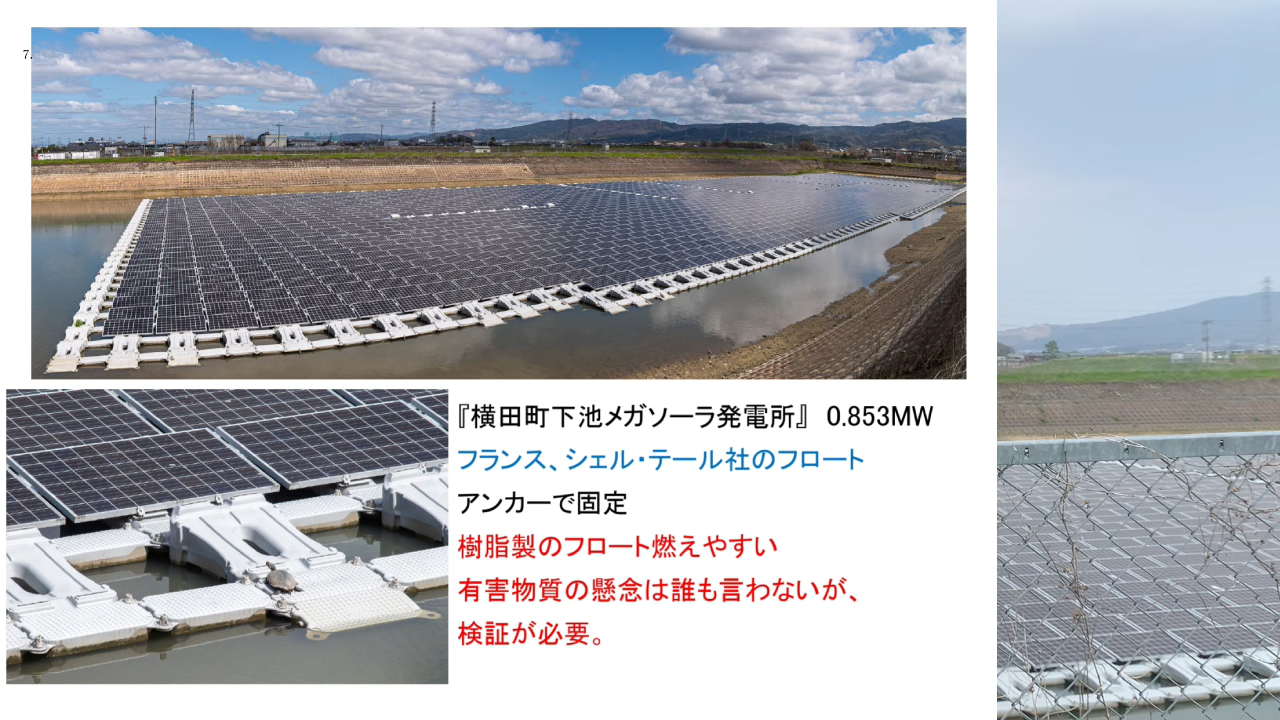 7.
『横田町下池メガソーラ発電所』 0.853MW
フランス、シェル・テール社のフロート
アンカーで固定
樹脂製のフロート燃えやすい
有害物質の懸念は誰も言わないが、
検証が必要。